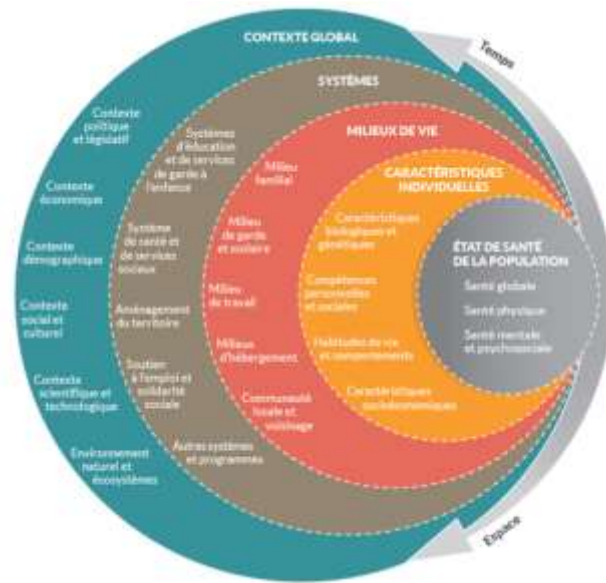 CONTEXTE GLOBAL
Contexte
politique
et législatif
Contexte
économique
Contexte
démographique
Contexte
social et
culturel
Contexte
scientifique et
technologique
Environnement
naturel et
écosystèmes
SYSTÈMES
Systèmes
d'éducation
et de services
de garde à
l'enfance
Système
de santé et
de services
sociaux
Aménagement
du territoire
Soutien
à l'emploi et
solidarité
sociale
Autres systèmes
et programmes
MILIEUX DE VIE
Milieu
familial
Milieu
de garde
et scolaire
Milieu
de travail
Milieux
d'hébergement
Communauté
locale et
voisinage
CARACTÉRISTIQUES
INDIVIDUELLES
Caractéristiques
biologiques et
génétiques
Compétences
personnelles
et sociales
Habitudes de vie
et comportements
Caractéristiques
socioéconomiques
ÉTAT DE SANTÉ
DE LA POPULATION
Santé globale
Santé physique
Santé mentale
et psychosociale
Temps
Espace